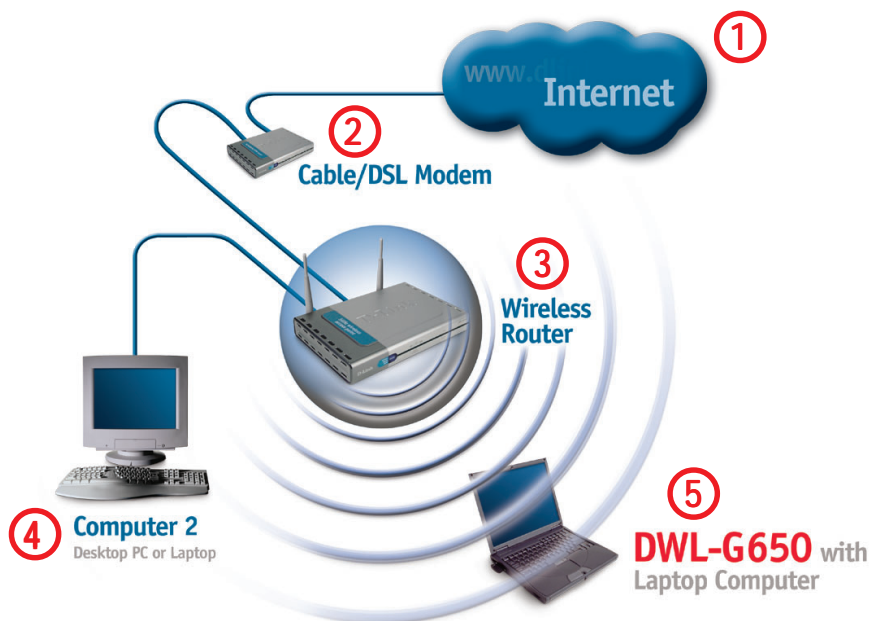 1
www.d
Internet
2
Cable/DSL Modem
3
Wireless
Router
4
Computer 2
Desktop PC or Laptop
5
DWL-G650 with
Laptop Computer